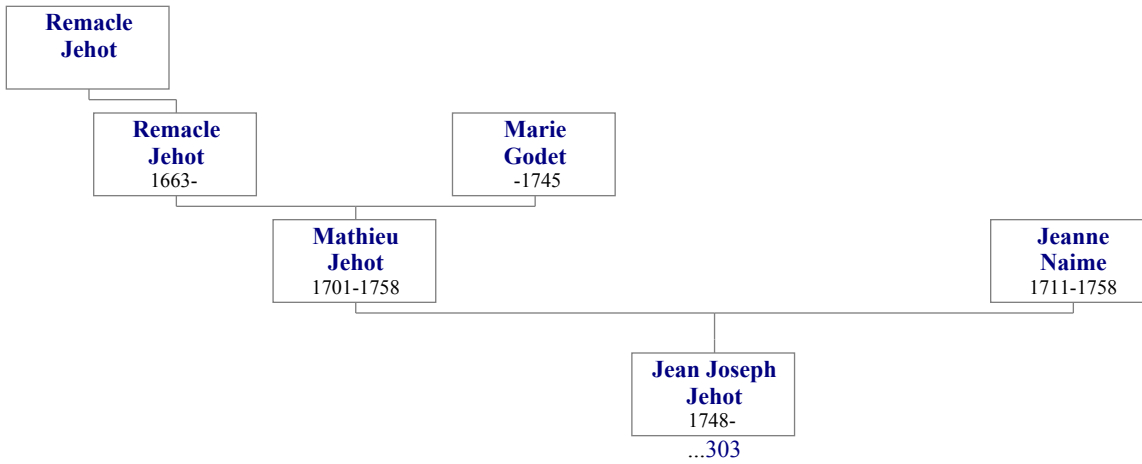 Remacle
Jehot
Remacle
Jehot
1663-
Marie
Godet
-1745
Mathieu
Jehot
1701-1758
Jeanne
Naime
1711-1758
Jean Joseph
Jehot
1748-
...303